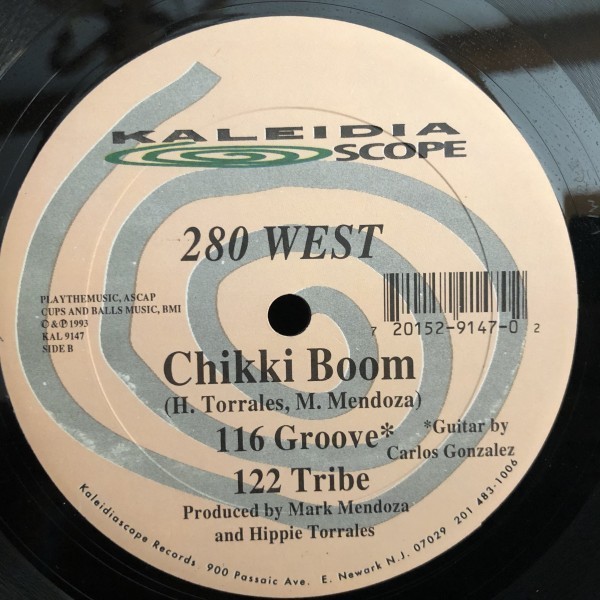 KALEIDIA
SCOPE
280 WEST
PLAYTHEMUSIC, ASCAP
CUPS AND BALLS MUSIC, BMI
© & ℗ 1993
KAL 9147
SIDE B
7 20152-9147-0 2
Chikki Boom
(H. Torrales, M. Mendoza)
116 Groove*
*Guitar by
Carlos Gonzalez
122 Tribe
Produced by Mark Mendoza
and Hippie Torrales
Kaleidiascope Records 900 Passaic Ave. E. Newark N.J. 07029 201 483-1006